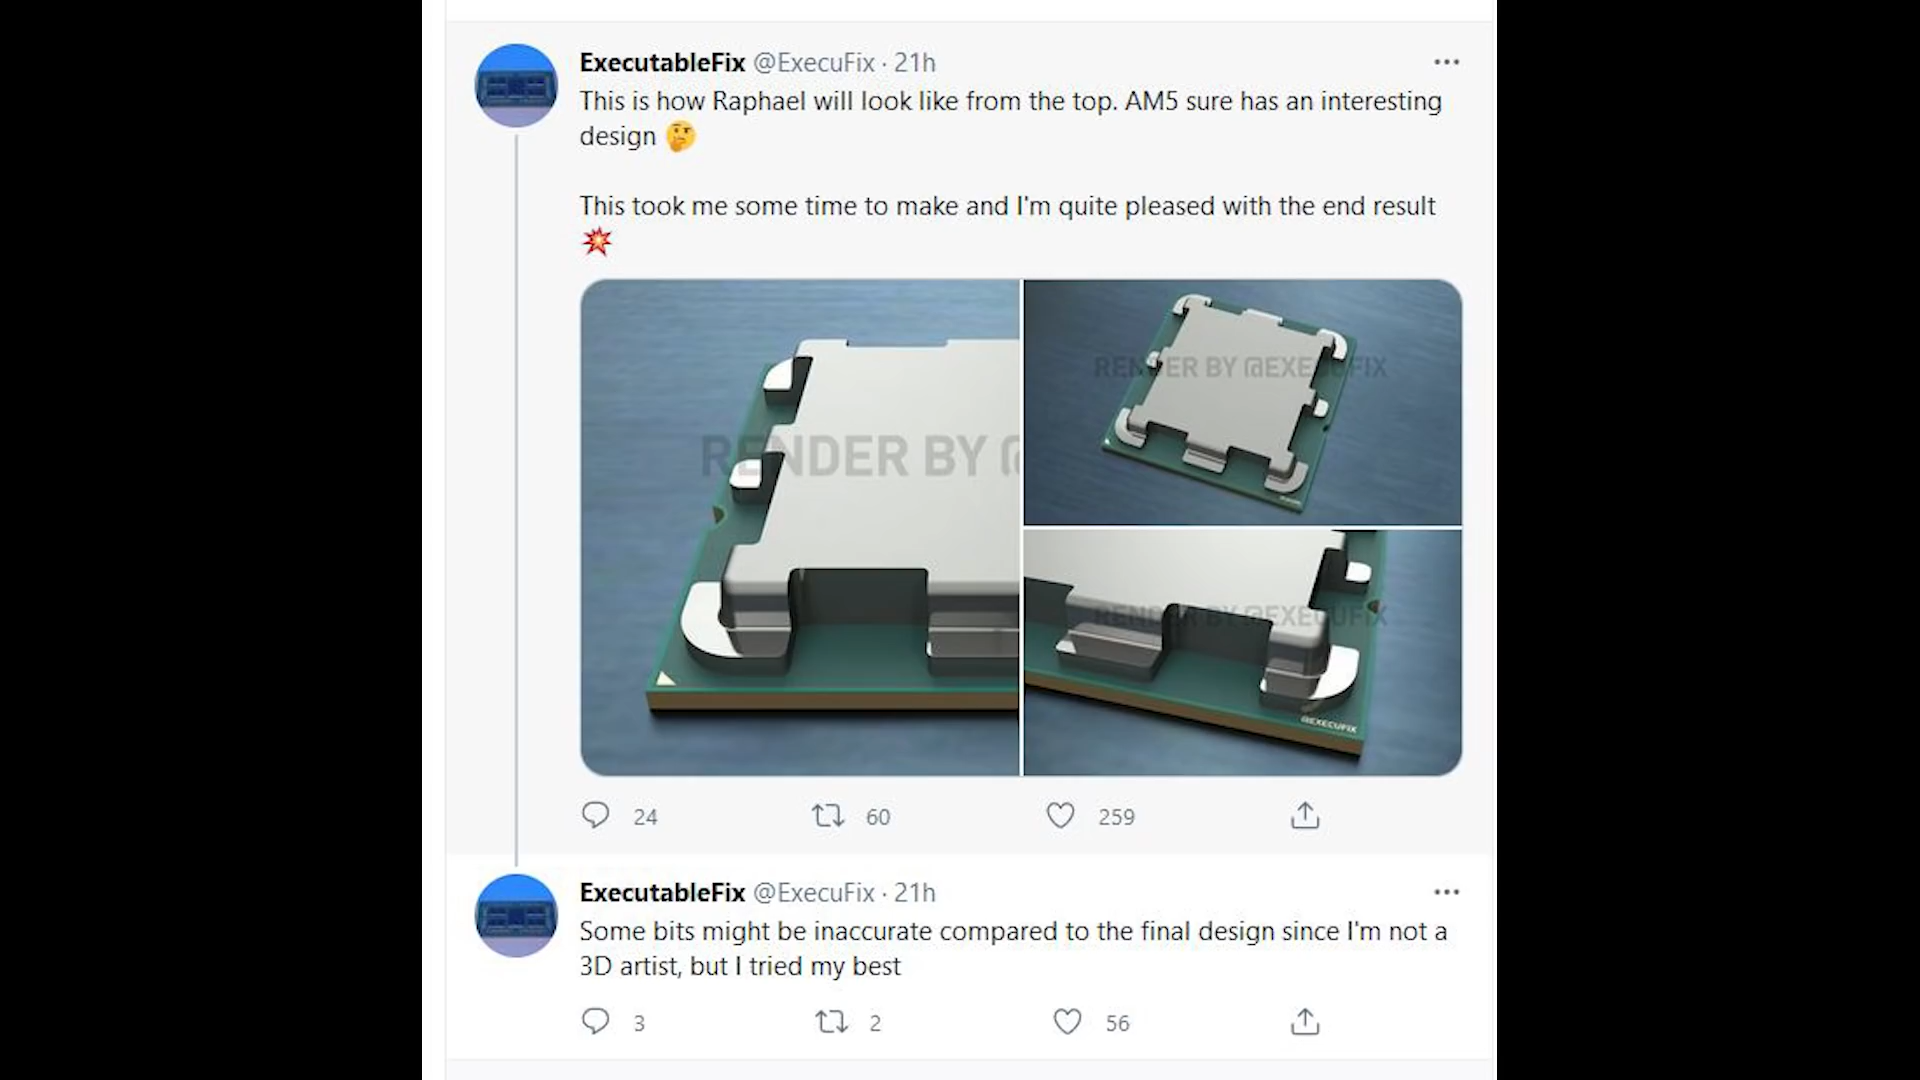 ExecutableFix @ExecuFix · 21h
This is how Raphael will look like from the top. AM5 sure has an interesting
design 🤔
This took me some time to make and I'm quite pleased with the end result
💥
RENDER BY @
RENDER BY @EXECUFIX
RENDER BY @EXECUFIX
@EXECUFIX
24 60 259
ExecutableFix @ExecuFix · 21h
Some bits might be inaccurate compared to the final design since I'm not a
3D artist, but I tried my best
3 2 56